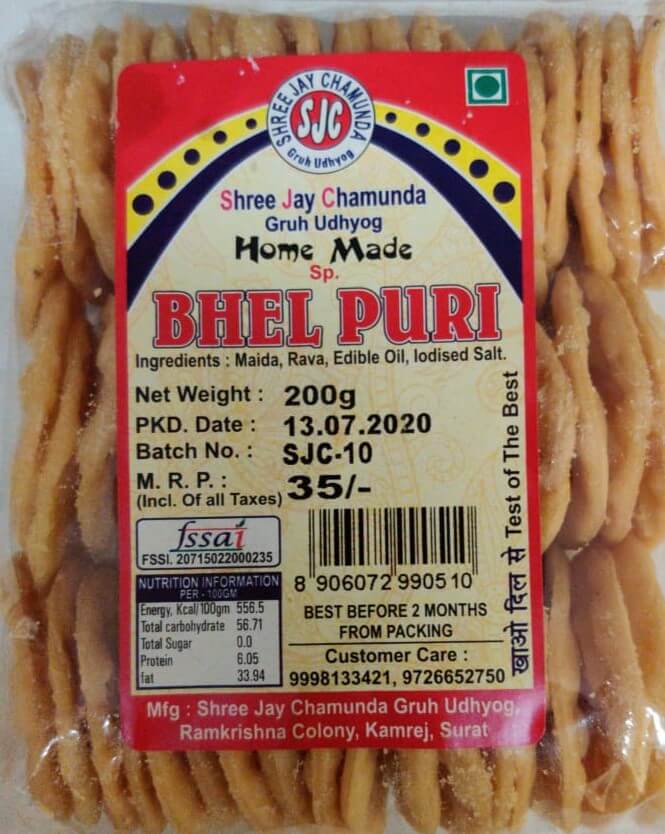 SHREE JAY CHAMUNDA
SJC
Gruh Udhyog
Shree Jay Chamunda
Gruh Udhyog
Home Made
Sp.
BHEL PURI
Ingredients : Maida, Rava, Edible Oil, Iodised Salt.
Net Weight : 200g
PKD. Date : 13.07.2020
Batch No. : SJC-10
M. R. P. : 35/-
(Incl. Of all Taxes)
fssai
FSSI. 20715022000235
NUTRITION INFORMATION
PER - 100GM
Energy, Kcal/100gm 556.5
Total carbohydrate 56.71
Total Sugar 0.0
Protein 6.05
fat 33.94
8 906072 990510
BEST BEFORE 2 MONTHS
FROM PACKING
Customer Care :
9998133421, 9726652750
खाओ दिल से Test of The Best
Mfg : Shree Jay Chamunda Gruh Udhyog,
Ramkrishna Colony, Kamrej, Surat